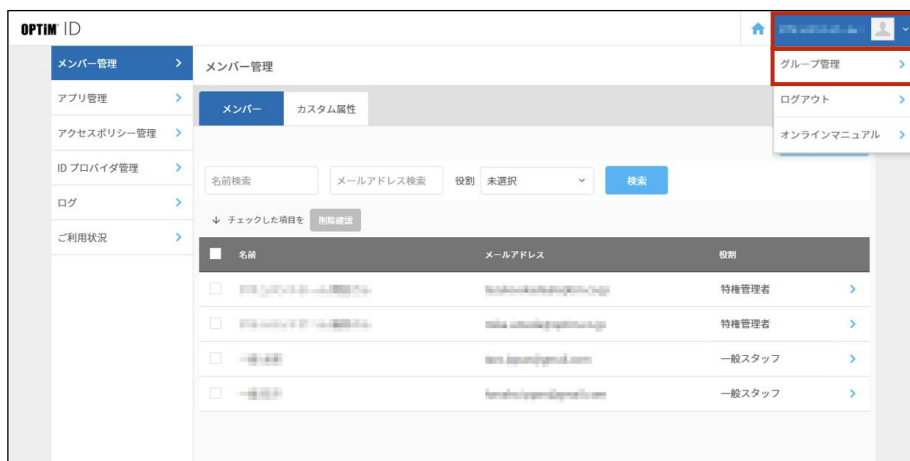 OPTiM ID
メンバー管理
アプリ管理
アクセスポリシー管理
ID プロバイダ管理
ログ
ご利用状況
メンバー管理
メンバー
カスタム属性
グループ管理
ログアウト
オンラインマニュアル
名前検索 メールアドレス検索 役割 未選択 検索
チェックした項目を 削除確認
名前 メールアドレス 役割
特権管理者
特権管理者
一般スタッフ
一般スタッフ